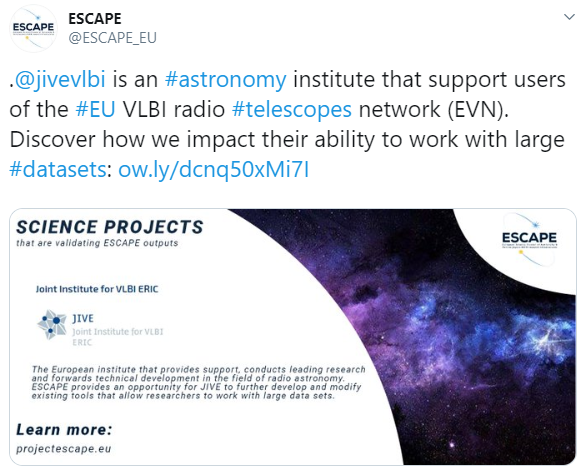 ESCAPE
ESCAPE
@ESCAPE_EU
.@jivevlbi is an #astronomy institute that support users
of the #EU VLBI radio #telescopes network (EVN).
Discover how we impact their ability to work with large
#datasets: ow.ly/dcnq50xMi7I
SCIENCE PROJECTS
that are validating ESCAPE outputs
ESCAPE
Joint Institute for VLBI ERIC
JIVE
Joint Institute for VLBI
ERIC
The European institute that provides support, conducts leading research
and forwards technical development in the field of radio astronomy.
ESCAPE provides an opportunity for JIVE to further develop and modify
existing tools that allow researchers to work with large data sets.
Learn more:
projectescape.eu